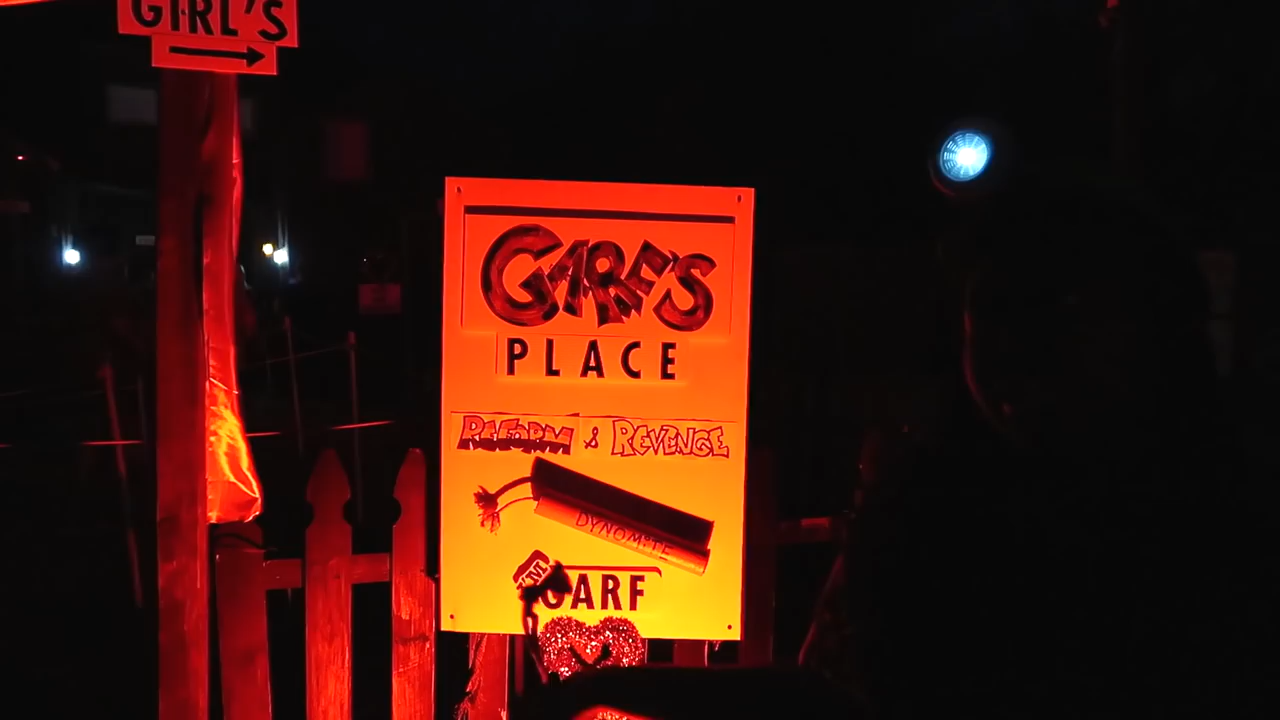 GIRL'S
GARF'S
PLACE
REFORM & REVENGE
DYNOMITE
GARF